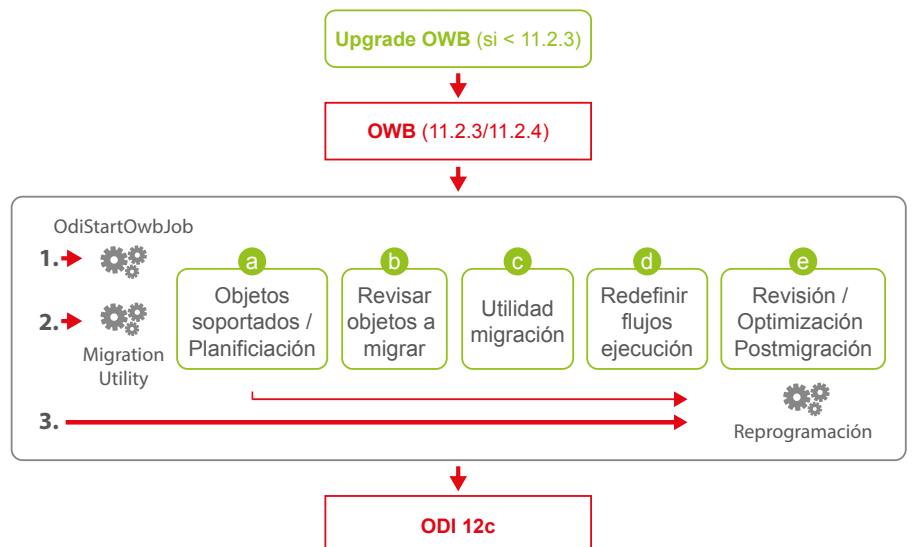 Upgrade OWB (si < 11.2.3)
OWB (11.2.3/11.2.4)
OdiStartOwbJob
1.
2.
Migration
Utility
a
Objetos
soportados /
Planificiación
b
Revisar
objetos a
migrar
c
Utilidad
migración
d
Redefinir
flujos
ejecución
e
Revisión /
Optimización
Postmigración
3.
Reprogramación
ODI 12c